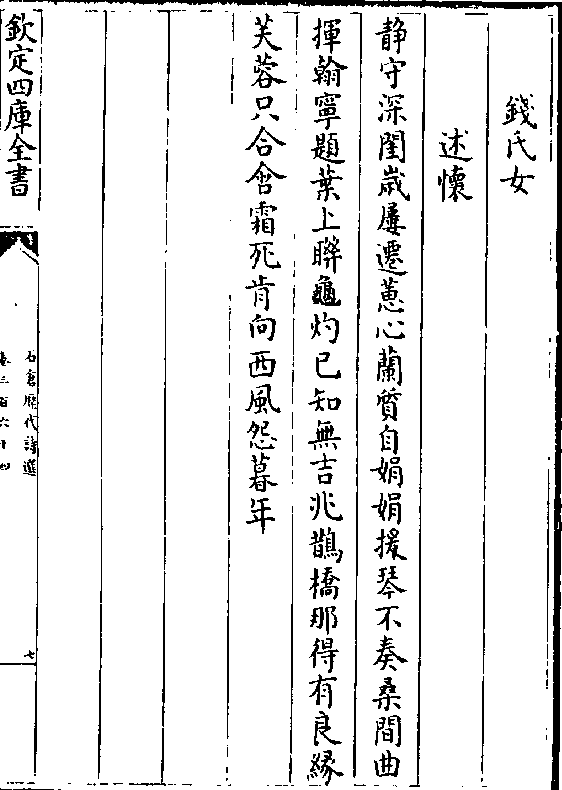 錢氏女
述懷
静守深閨歳屢遷蕙心蘭質自娟娟援琴不奏桑間曲
揮翰寧題葉上聨龜灼已知無吉兆鵲橋那得有良緣
芙蓉只合含霜死肯向西風怨暮年
欽定四庫全書
石倉歴代詩選
卷三百六十四
七